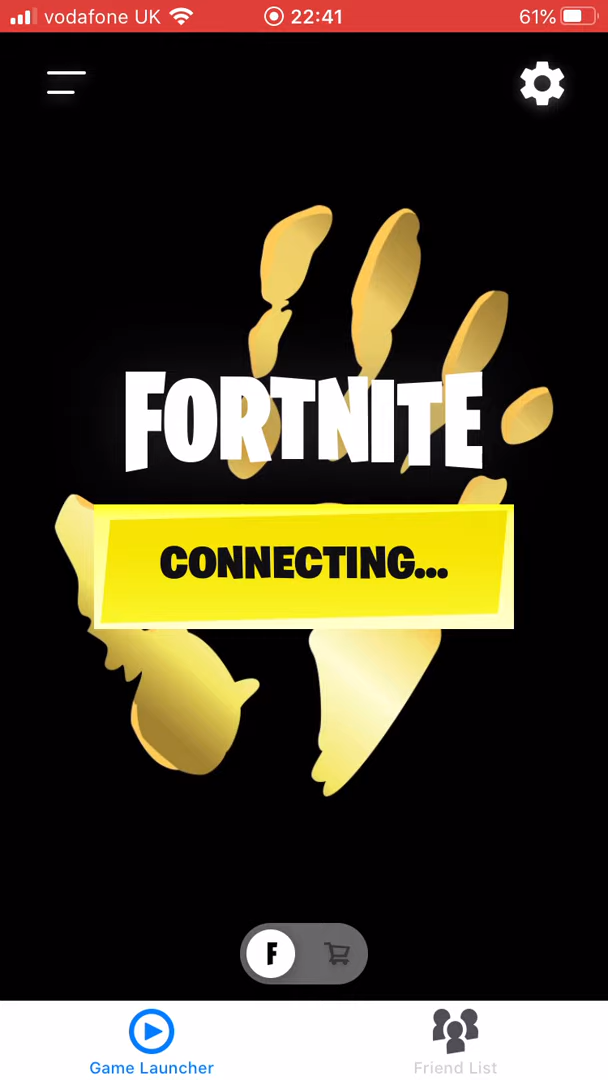 vodafone UK 22:41 61%
FORTNITE
CONNECTING...
F
Game Launcher Friend List